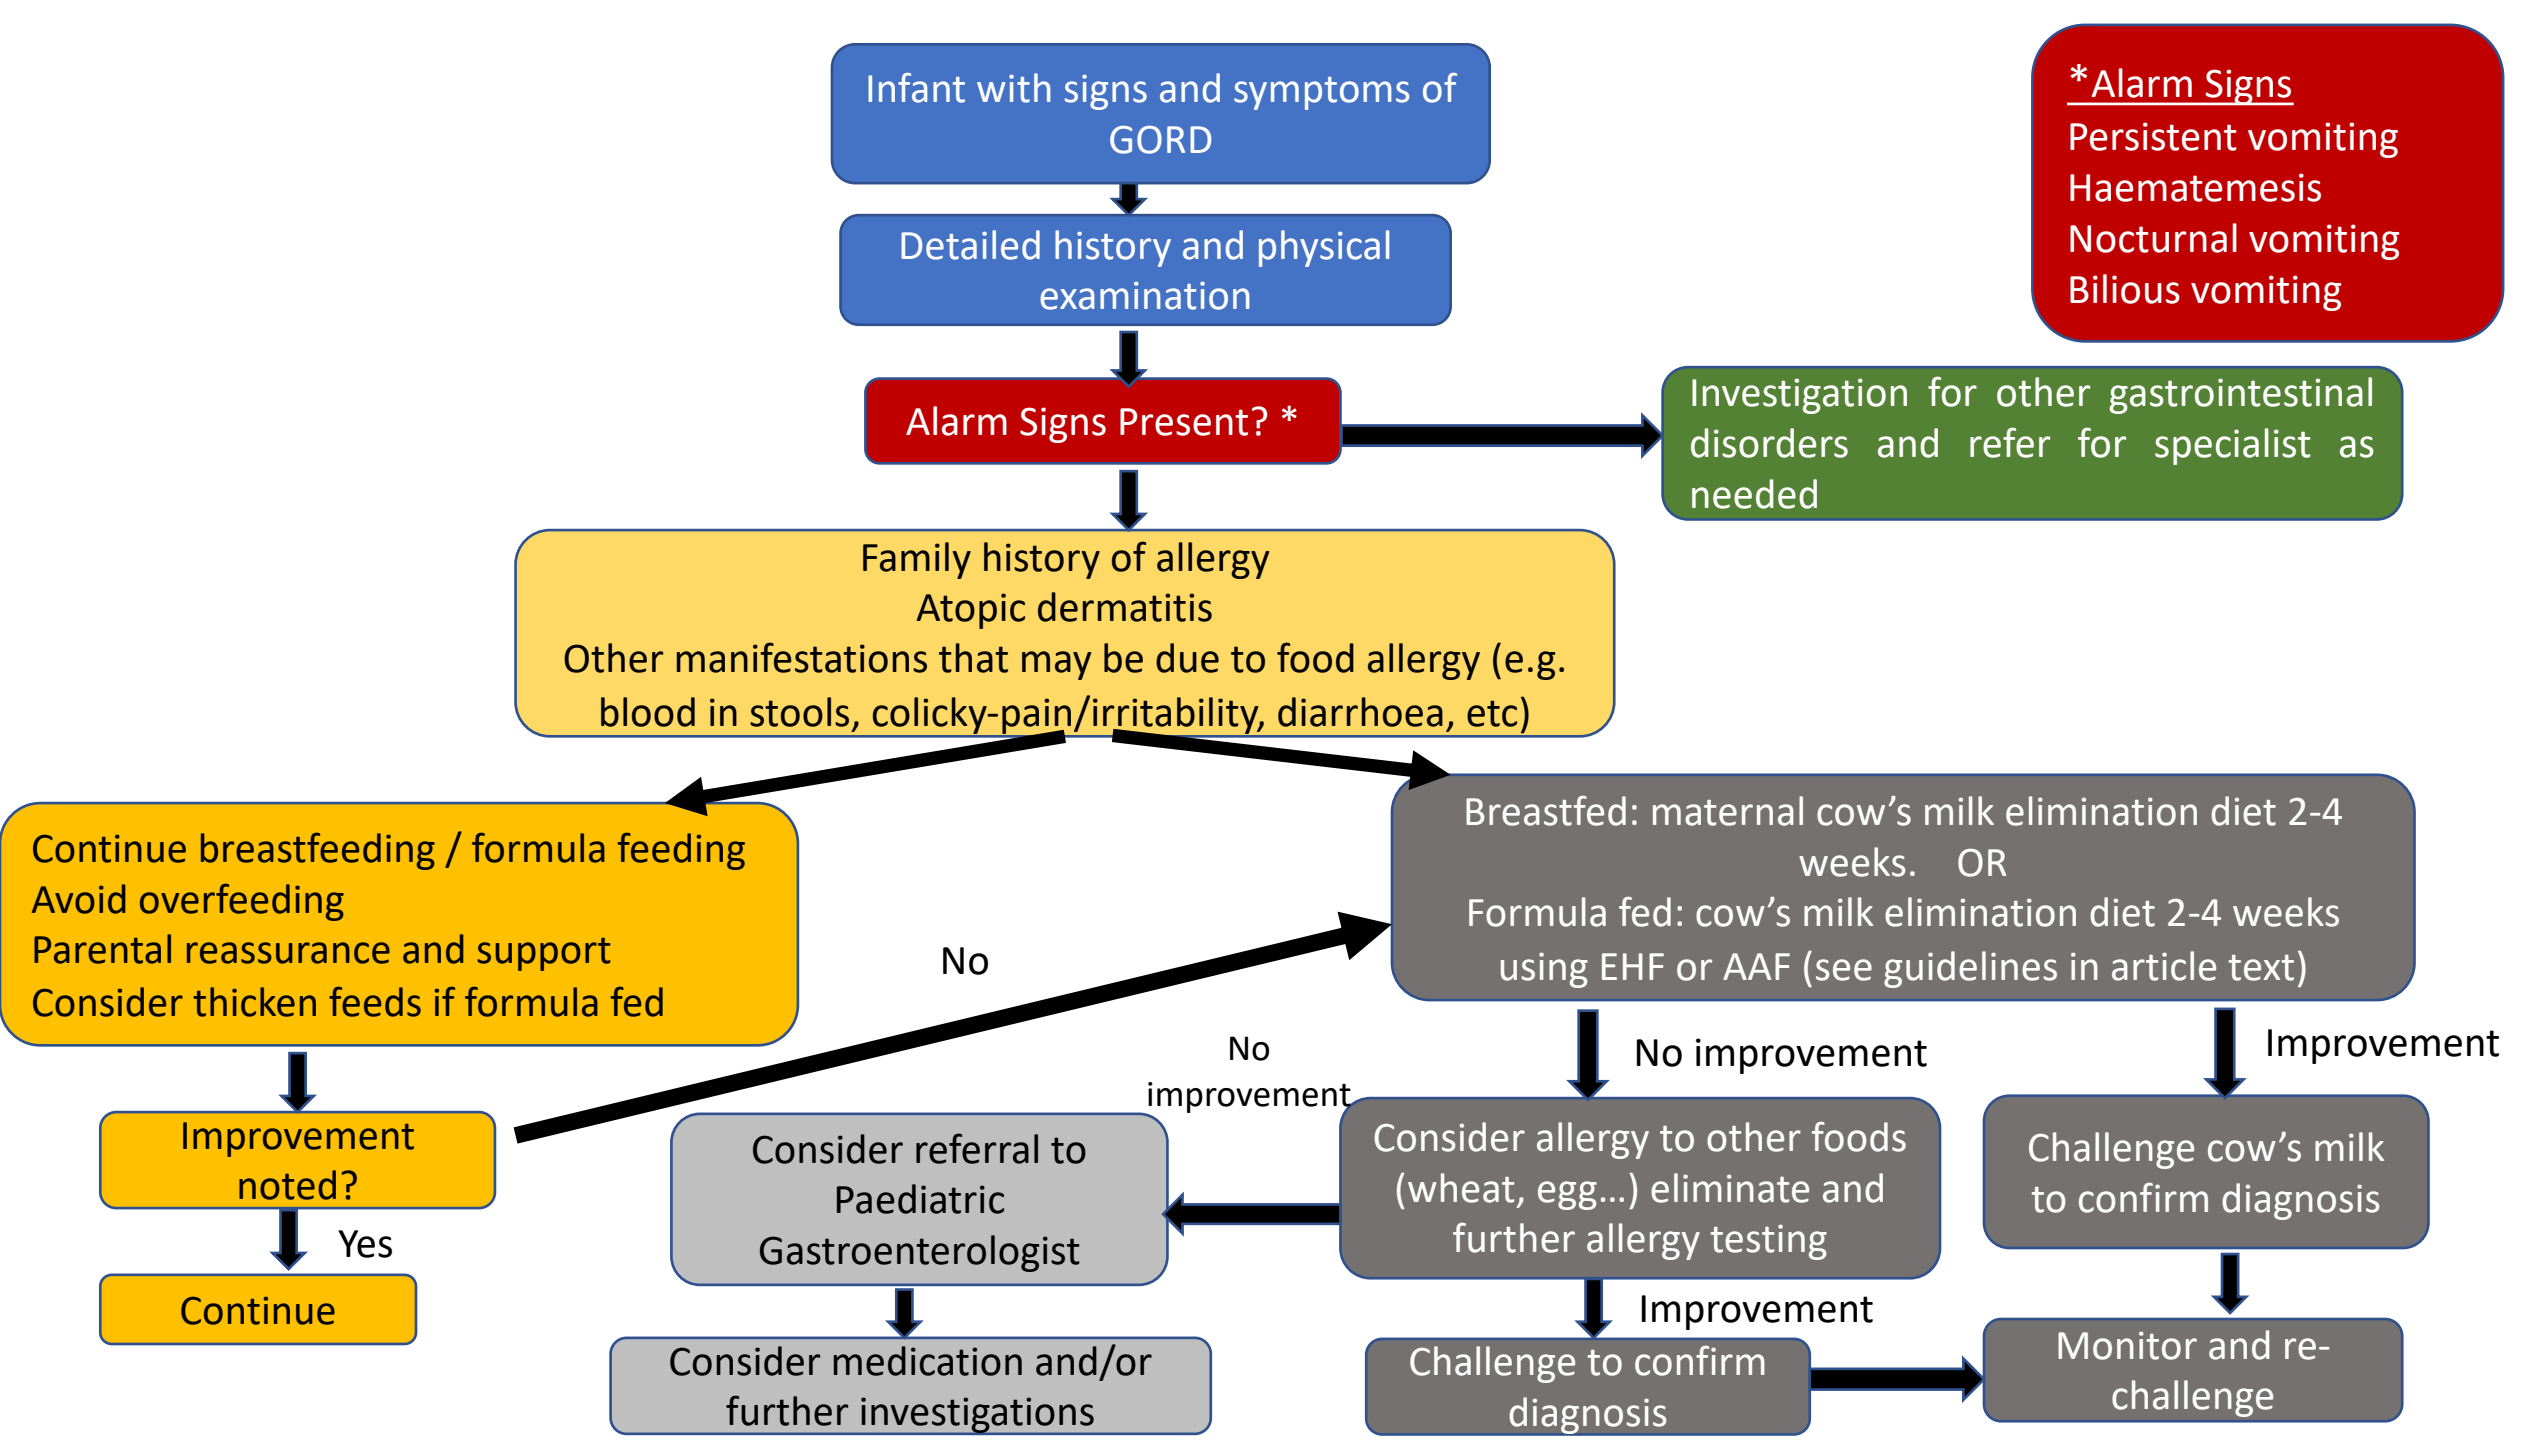 Infant with signs and symptoms of
GORD
*Alarm Signs
Persistent vomiting
Haematemesis
Nocturnal vomiting
Bilious vomiting
Detailed history and physical
examination
Alarm Signs Present? *
Investigation for other gastrointestinal
disorders and refer for specialist as
needed
Family history of allergy
Atopic dermatitis
Other manifestations that may be due to food allergy (e.g.
blood in stools, colicky-pain/irritability, diarrhoea, etc)
Continue breastfeeding / formula feeding
Avoid overfeeding
Parental reassurance and support
Consider thicken feeds if formula fed
Breastfed: maternal cow’s milk elimination diet 2-4
weeks. OR
Formula fed: cow’s milk elimination diet 2-4 weeks
using EHF or AAF (see guidelines in article text)
No
No
improvement
No improvement
Improvement
Improvement
noted?
Yes
Continue
Consider referral to
Paediatric
Gastroenterologist
Consider allergy to other foods
(wheat, egg...) eliminate and
further allergy testing
Challenge cow’s milk
to confirm diagnosis
Improvement
Consider medication and/or
further investigations
Challenge to confirm
diagnosis
Monitor and re-
challenge